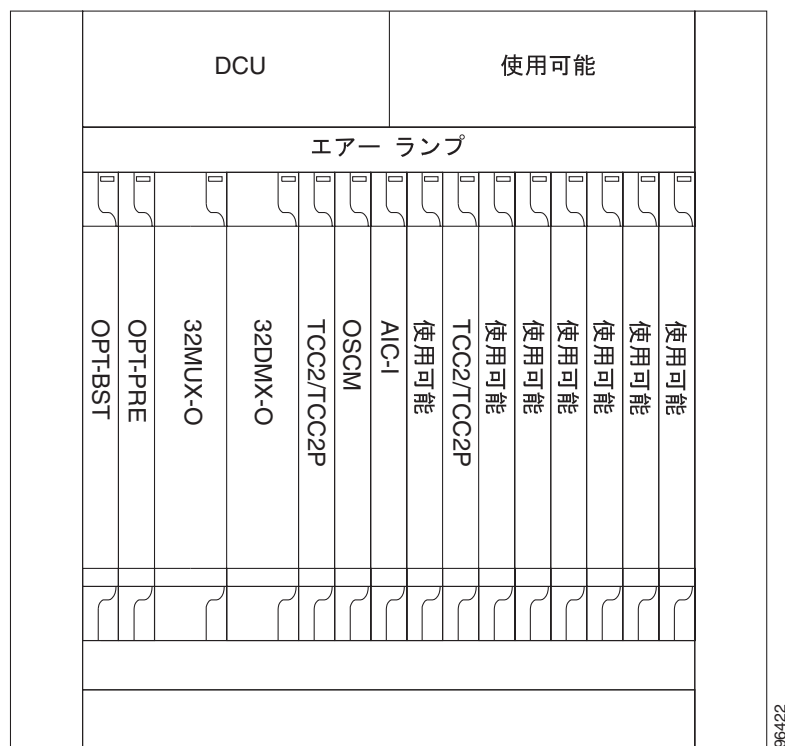 DCU
使用可能
エアー ランプ
OPT-BST
OPT-PRE
32MUX-O
32DMX-O
TCC2/TCC2P
OSCM
AIC-I
使用可能
TCC2/TCC2P
使用可能
使用可能
使用可能
使用可能
使用可能
使用可能
96422